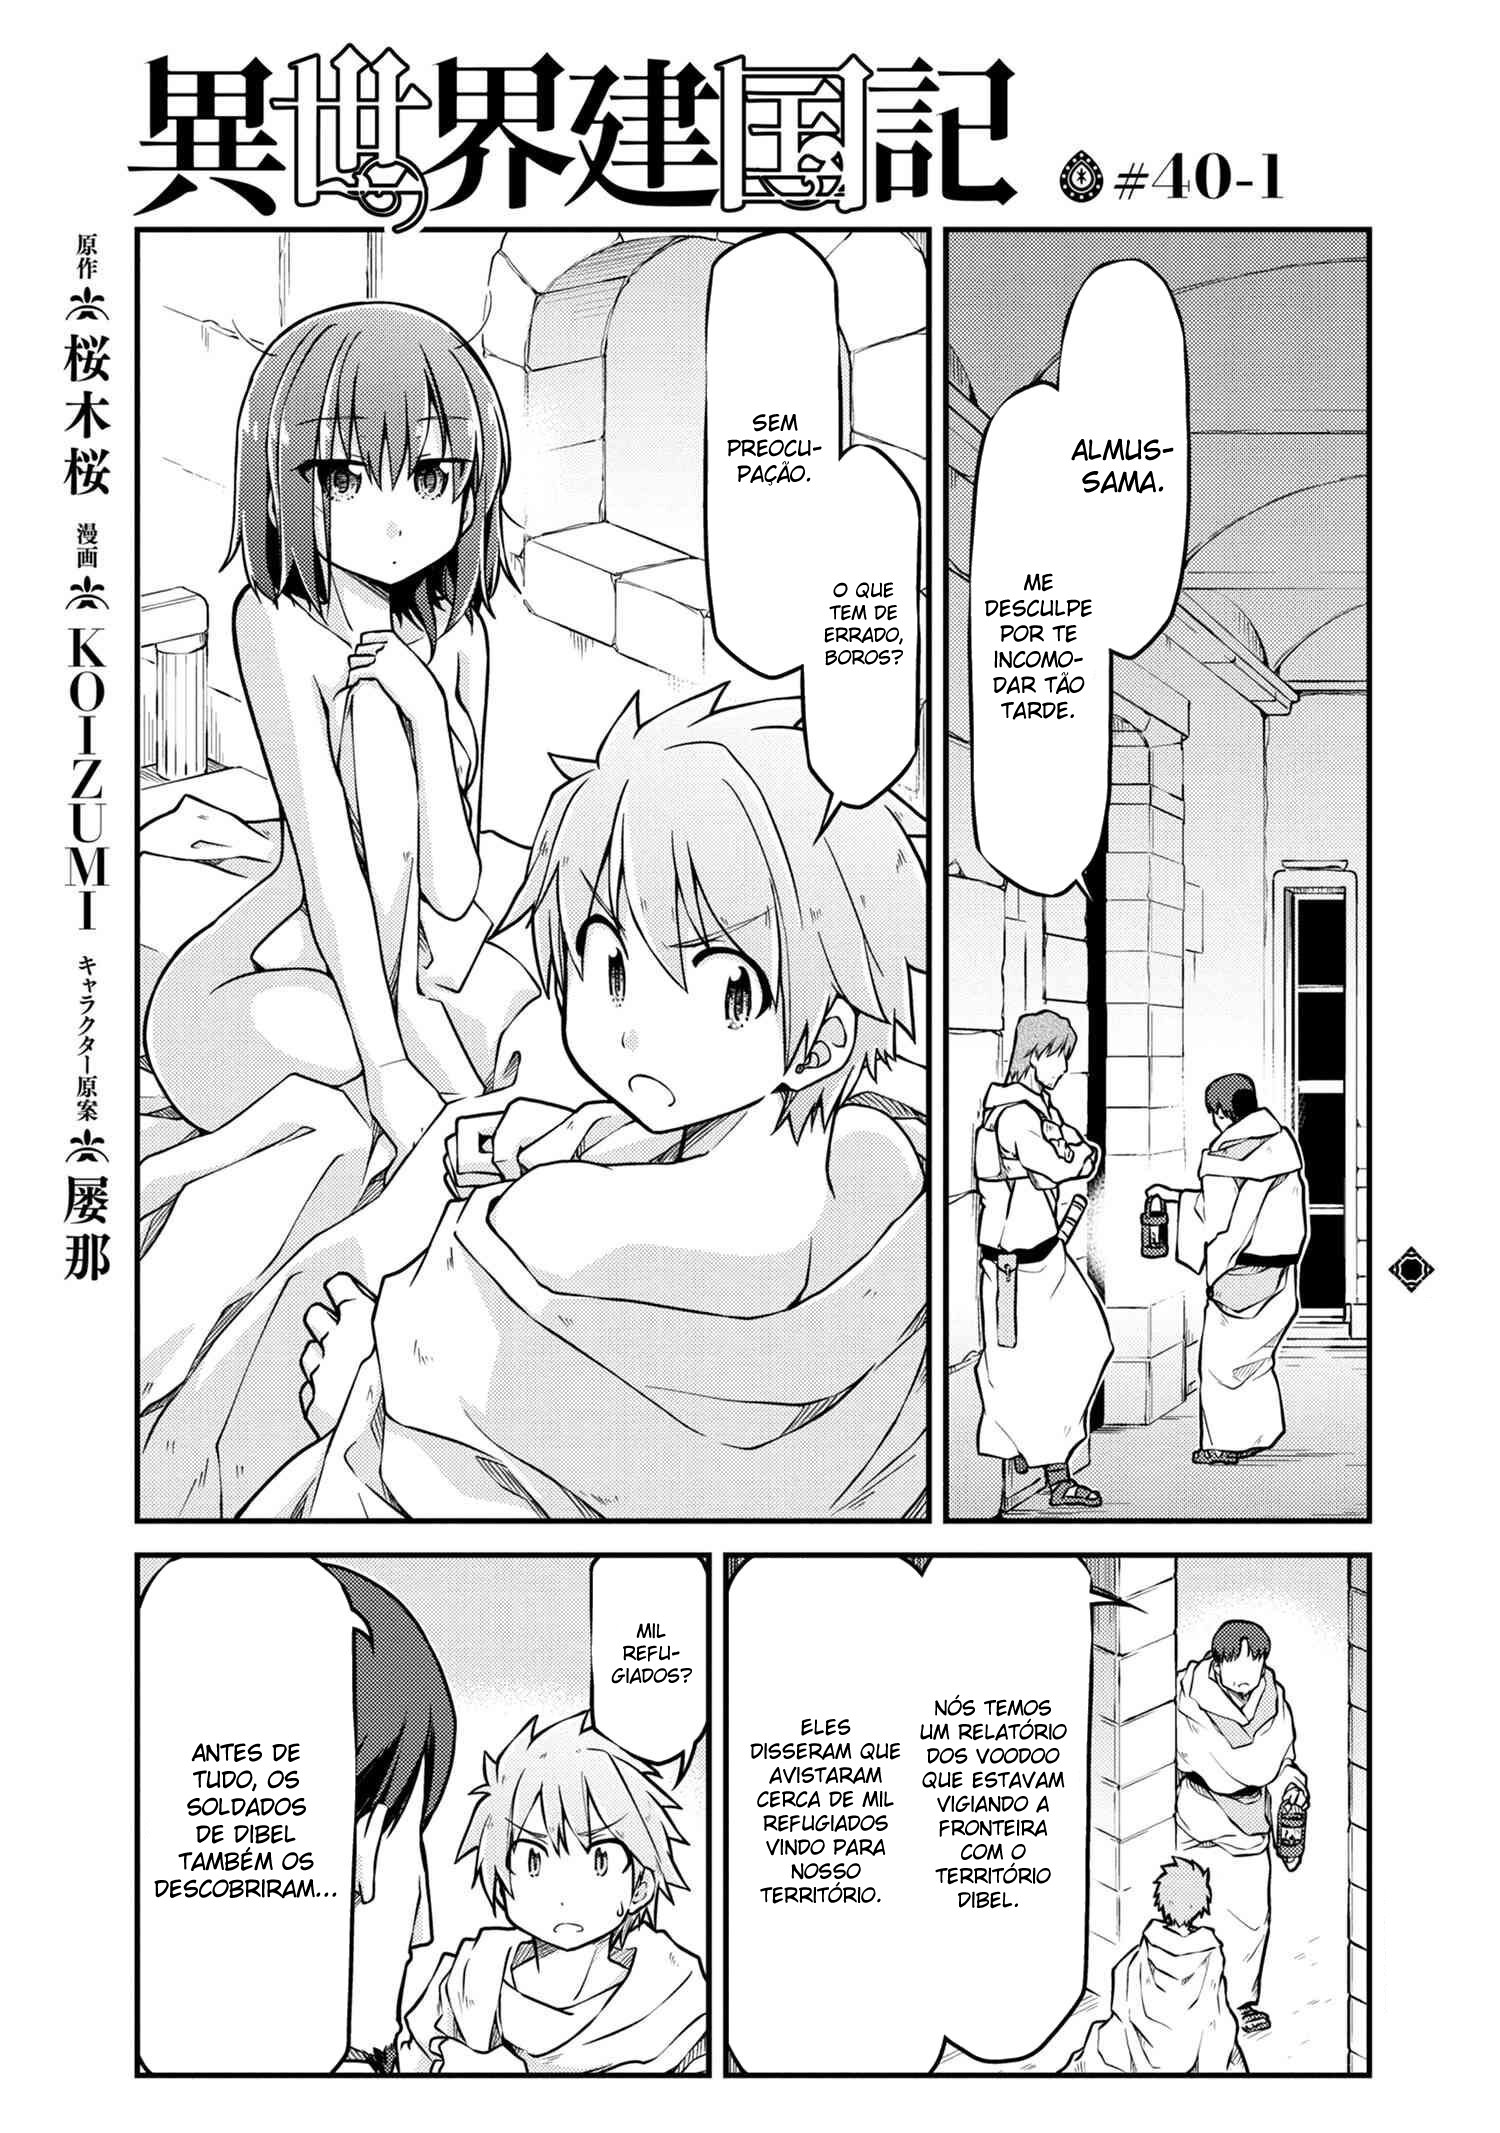 異世界建国記
#40-1
原作
桜木桜
漫画
KOIZUMI
キャラクター原案
屡那
ALMUS-
SAMA.
ME
DESCULPE
POR TE
INCOMO-
DAR TÃO
TARDE.
SEM
PREOCU-
PAÇÃO.
O QUE
TEM DE
ERRADO,
BOROS?
NÓS TEMOS
UM RELATÓRIO
DOS VOODOO
QUE ESTAVAM
VIGIANDO A
FRONTEIRA
COM O
TERRITÓRIO
DIBEL.
ELES
DISSERAM QUE
AVISTARAM
CERCA DE MIL
REFUGIADOS
VINDO PARA
NOSSO
TERRITÓRIO.
MIL
REFU-
GIADOS?
ANTES DE
TUDO, OS
SOLDADOS
DE DIBEL
TAMBÉM OS
DESCOBRIRAM...